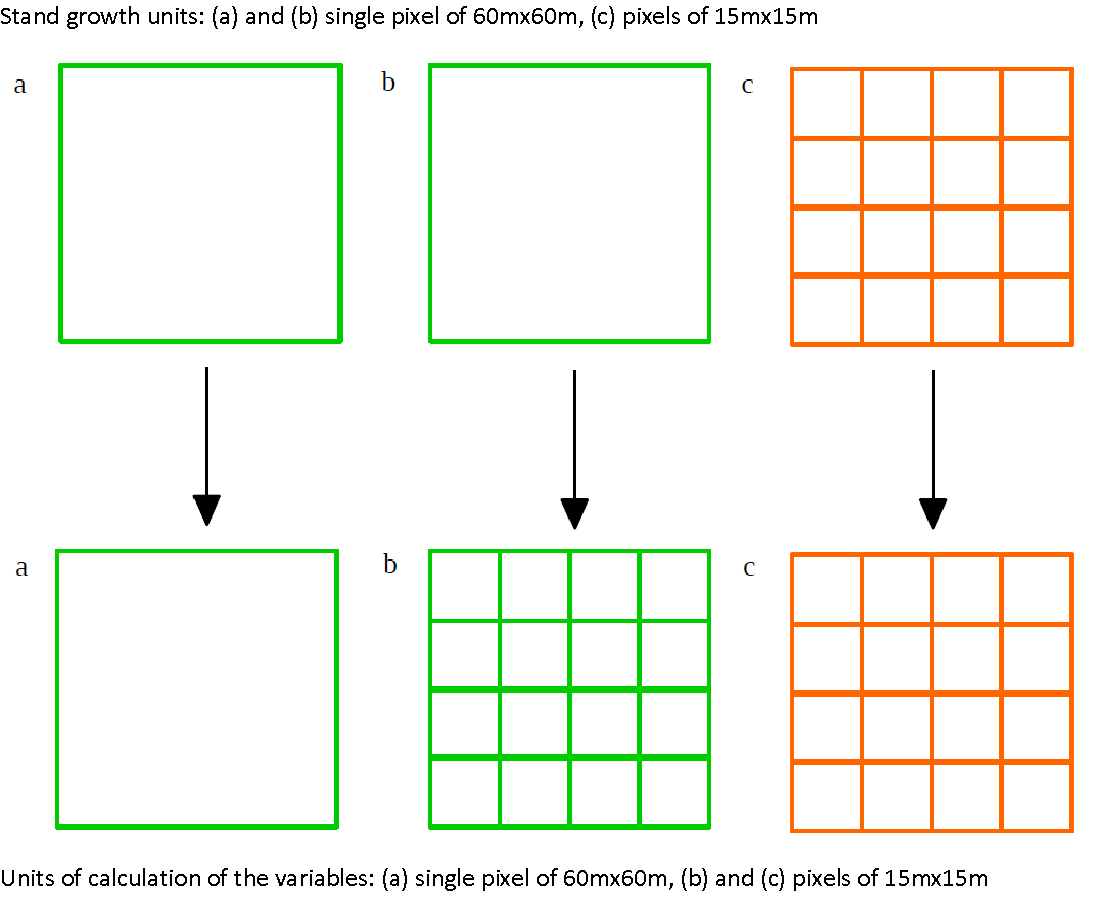 Stand growth units: (a) and (b) single pixel of 60mx60m, (c) pixels of 15mx15m
a
b
c
a
b
c
Units of calculation of the variables: (a) single pixel of 60mx60m, (b) and (c) pixels of 15mx15m